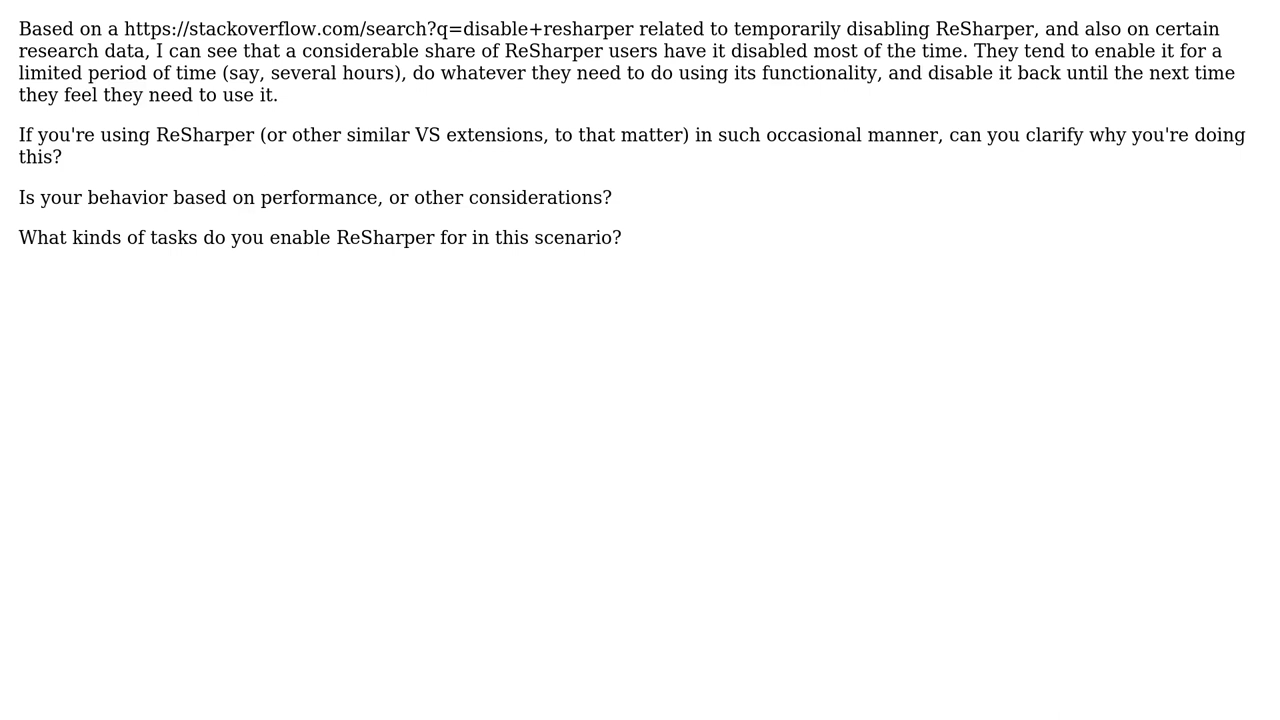 Based on a https://stackoverflow.com/search?q=disable+resharper related to temporarily disabling ReSharper, and also on certain
research data, I can see that a considerable share of ReSharper users have it disabled most of the time. They tend to enable it for a
limited period of time (say, several hours), do whatever they need to do using its functionality, and disable it back until the next time
they feel they need to use it.
If you're using ReSharper (or other similar VS extensions, to that matter) in such occasional manner, can you clarify why you're doing
this?
Is your behavior based on performance, or other considerations?
What kinds of tasks do you enable ReSharper for in this scenario?